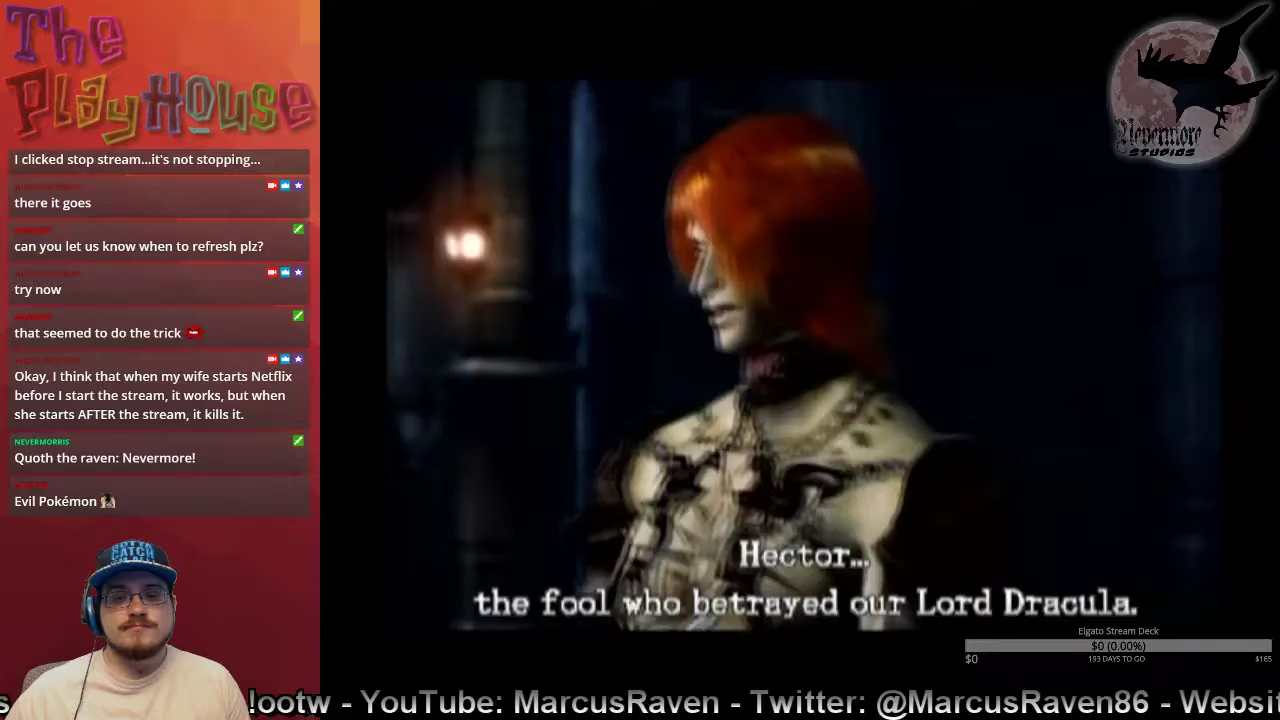 The
PlayHouse
I clicked stop stream...it's not stopping...
there it goes
can you let us know when to refresh plz?
try now
that seemed to do the trick
Okay, I think that when my wife starts Netflix
before I start the stream, it works, but when
she starts AFTER the stream, it kills it.
NEVERMORRIS
Quoth the raven: Nevermore!
Evil Pokémon
GOTTA
CATCH
Nevermore
STUDIOS
Hector...
the fool who betrayed our Lord Dracula.
Elgato Stream Deck
$0 (0.00%)
$0 193 DAYS TO GO $165
s !ootw - YouTube: MarcusRaven - Twitter: @MarcusRaven86 - Websit